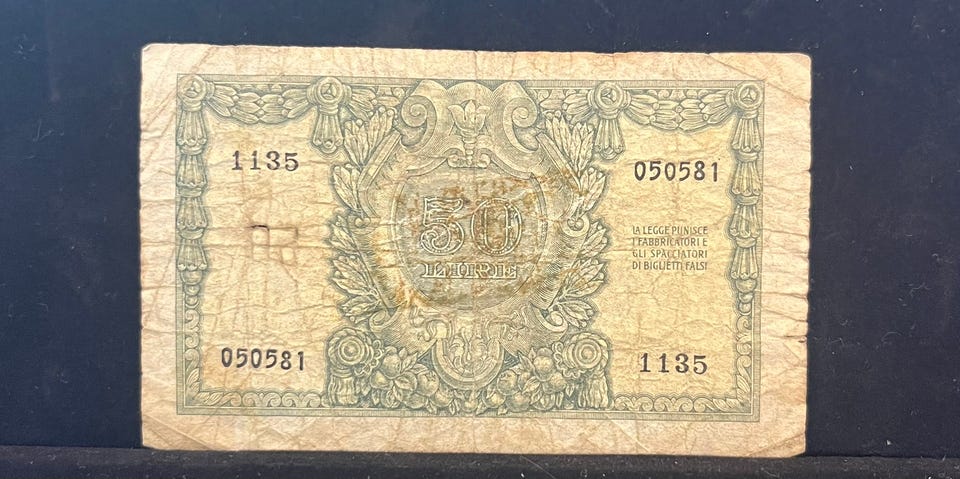 1135
050581
50
LIRE
LA LEGGE PUNISCE
I FABBRICATORI E
GLI SPACCIATORI
DI BIGLIETTI FALSI
050581
1135